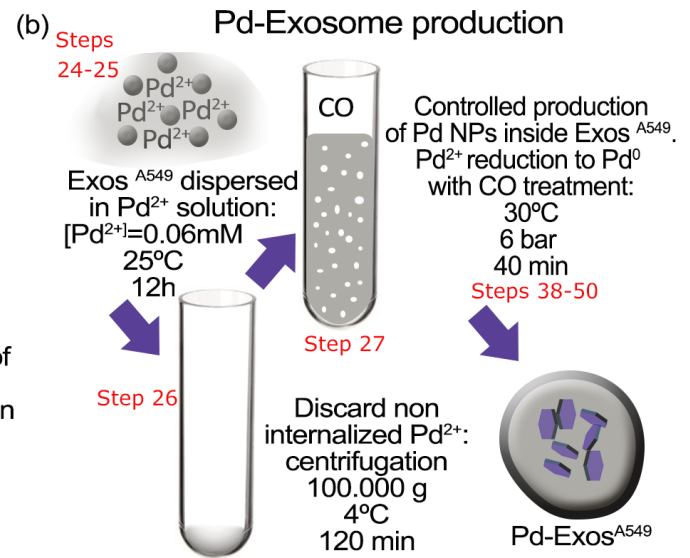 (b) Pd-Exosome production
Steps
24-25
Pd²⁺
Pd²⁺ Pd²⁺
Pd²⁺
Exos ᴬ⁵⁴⁹ dispersed
in Pd²⁺ solution:
[Pd²⁺]=0.06mM
25ºC
12h
Step 26
Discard non
internalized Pd²⁺:
centrifugation
100.000 g
4ºC
120 min
CO
Step 27
Controlled production
of Pd NPs inside Exos ᴬ⁵⁴⁹.
Pd²⁺ reduction to Pd⁰
with CO treatment:
30ºC
6 bar
40 min
Steps 38-50
Pd-Exosᴬ⁵⁴⁹
of
n